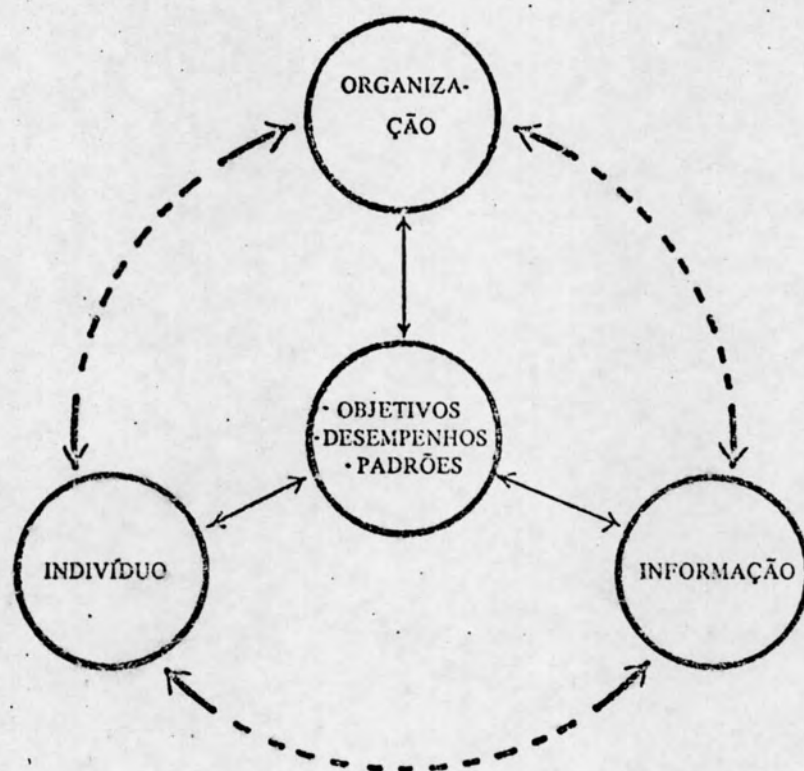 ORGANIZA-
ÇÃO
· OBJETIVOS
·DESEMPENHOS
· PADRÕES
INDIVÍDUO
INFORMAÇÃO